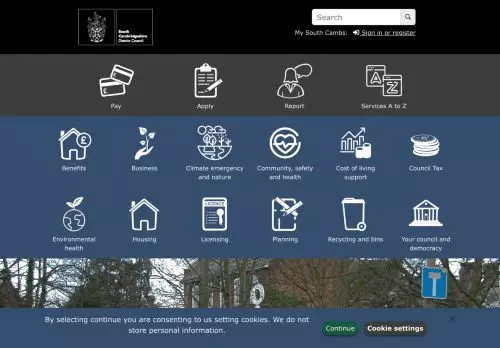 South
Cambridgeshire
District Council
Search
My South Cambs: Sign in or register
Pay
Apply
Report
Services A to Z
A
Z
£
Benefits
Business
Climate emergency
and nature
Community, safety
and health
Cost of living
support
Council Tax
Environmental
health
Housing
LICENCE
Licensing
Planning
Recycling and bins
Your council and
democracy
By selecting continue you are consenting to us setting cookies. We do not
store personal information.
Continue
Cookie settings